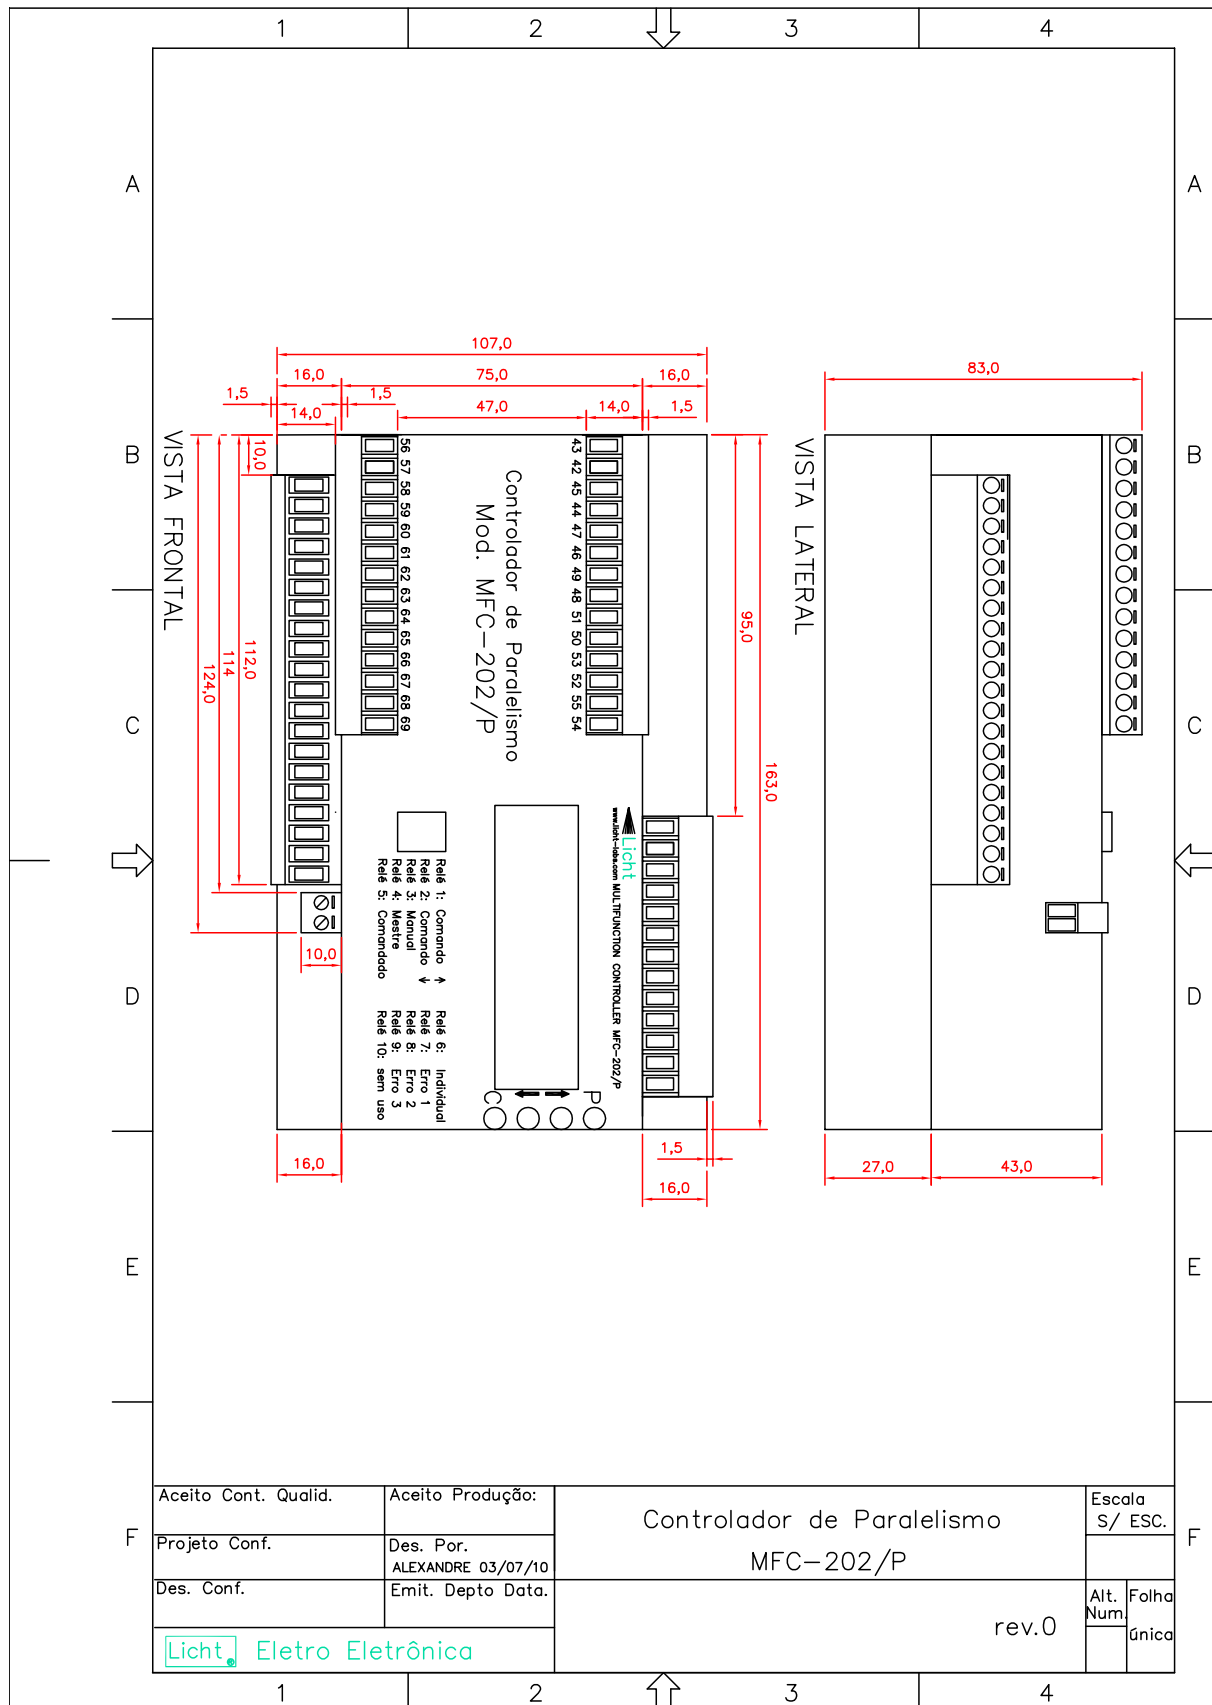 1 2 3 4
A A
107,0
16,0 75,0 16,0
83,0
1,5 1,5 47,0 14,0 1,5
14,0
10,0
B B
VISTA FRONTAL
VISTA LATERAL
56 57 58 59 60 61 62 63 64 65 66 67 68 69
43 42 45 44 47 46 49 48 51 50 53 52 55 54
Controlador de Paralelismo
Mod. MFC-202/P
95,0
163,0
112,0
114
124,0
C C
Licht
www.licht-labs.com MULTIFUNCTION CONTROLLER MFC-202/P
Relé 1: Comando ↑ Relé 6: Individual
Relé 2: Comando ↓ Relé 7: Erro 1
Relé 3: Manual Relé 8: Erro 2
Relé 4: Mestre Relé 9: Erro 3
Relé 5: Comandado Relé 10: sem uso
10,0
D D
P
C
1,5
16,0
16,0
27,0 43,0
E E
F F
Aceito Cont. Qualid.
Aceito Produção:
Projeto Conf.
Des. Por.
ALEXANDRE 03/07/10
Des. Conf.
Emit. Depto Data.
Licht® Eletro Eletrônica
Controlador de Paralelismo
MFC-202/P
rev.0
Escala
S/ ESC.
Alt.
Num.
Folha
única
1 2 3 4